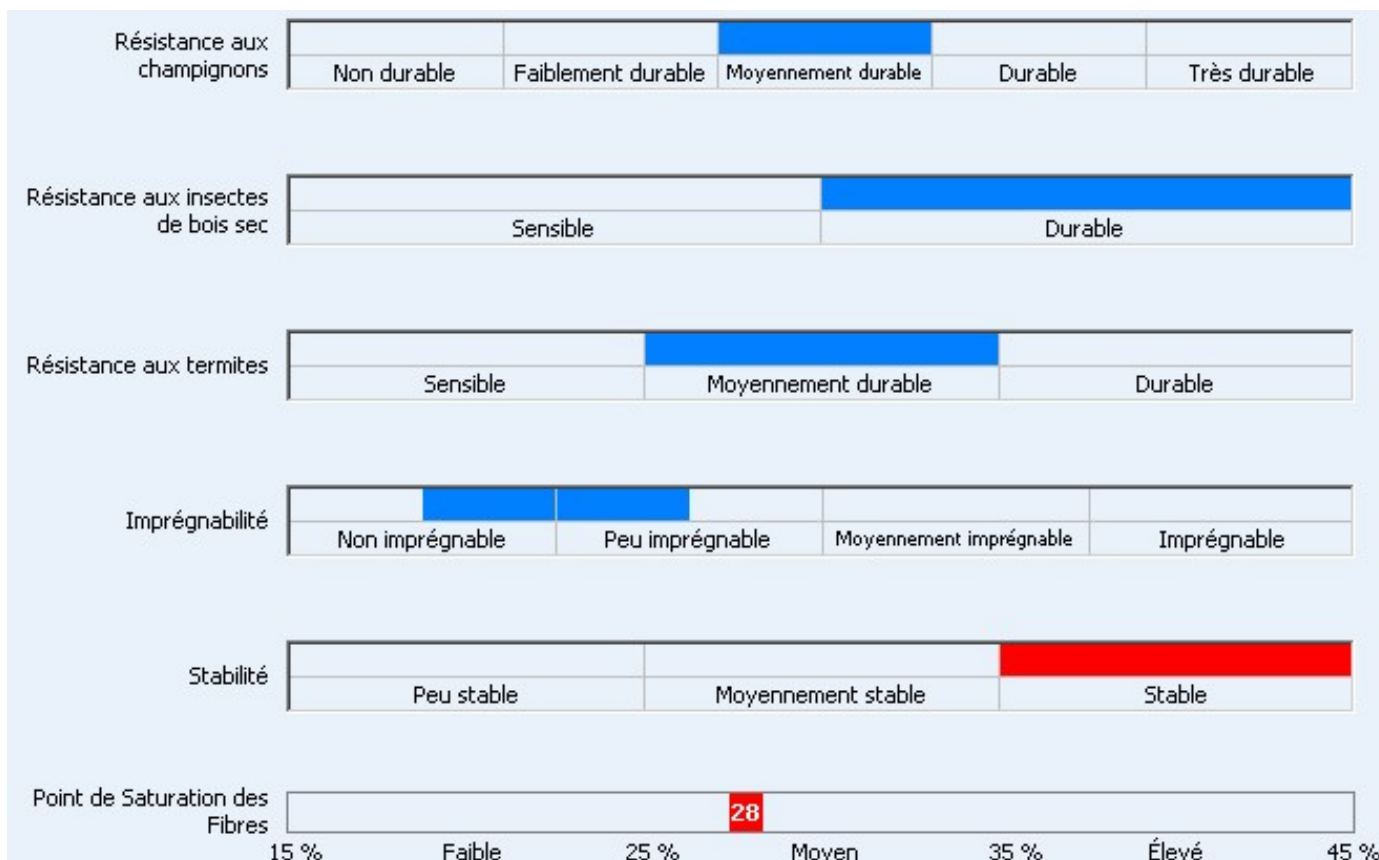 Résistance aux
champignons
Non durable Faiblement durable Moyennement durable Durable Très durable
Résistance aux insectes
de bois sec
Sensible Durable
Résistance aux termites
Sensible Moyennement durable Durable
Imprégnabilité
Non imprégnable Peu imprégnable Moyennement imprégnable Imprégnable
Stabilité
Peu stable Moyennement stable Stable
Point de Saturation des
Fibres
28
15 % Faible 25 % Moyen 35 % Élevé 45 %